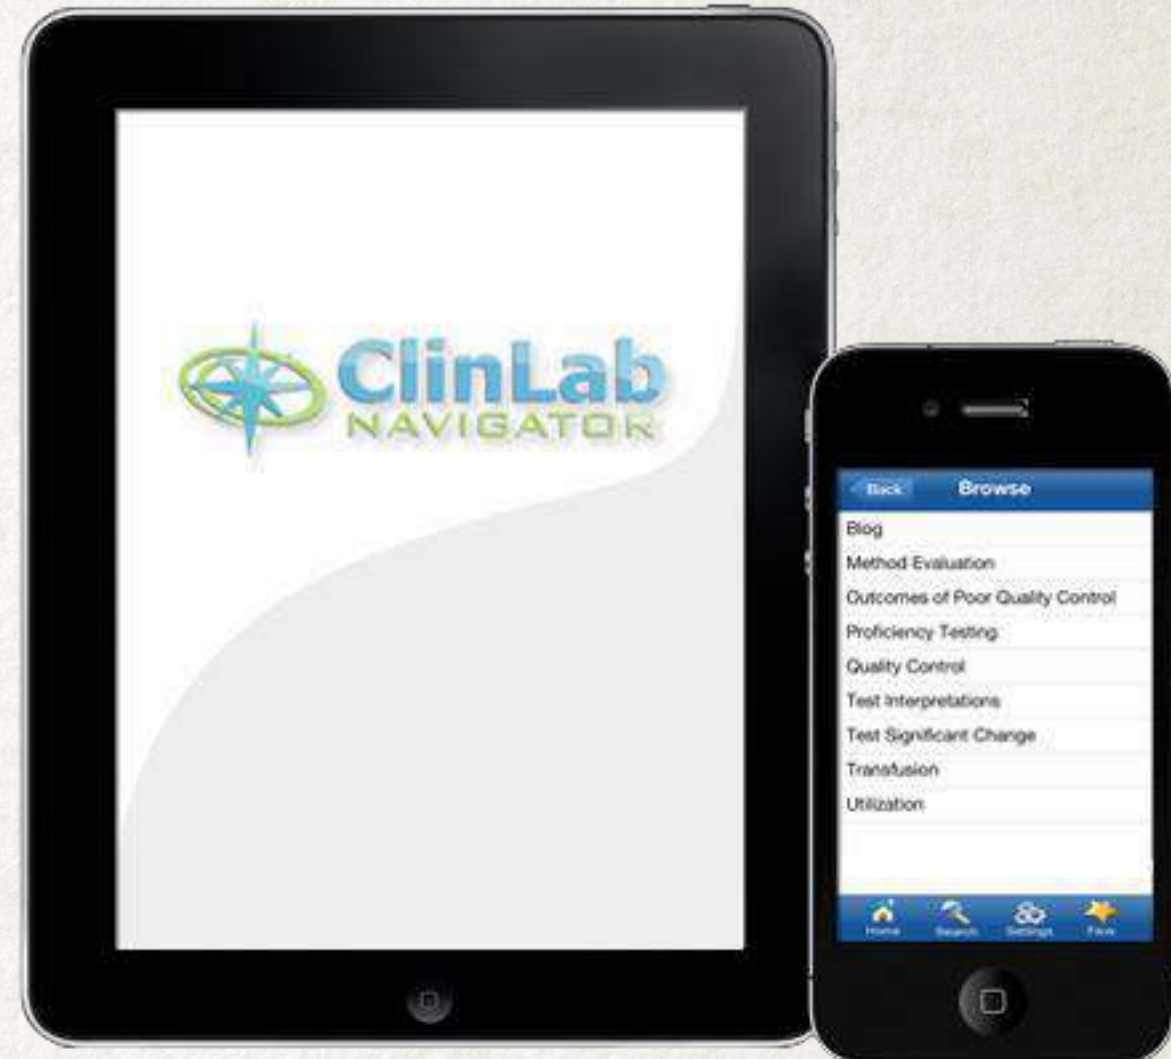 ClinLab
NAVIGATOR
Back Browse
Blog
Method Evaluation
Outcomes of Poor Quality Control
Proficiency Testing
Quality Control
Test Interpretations
Test Significant Change
Transfusion
Utilization
Home Search Settings